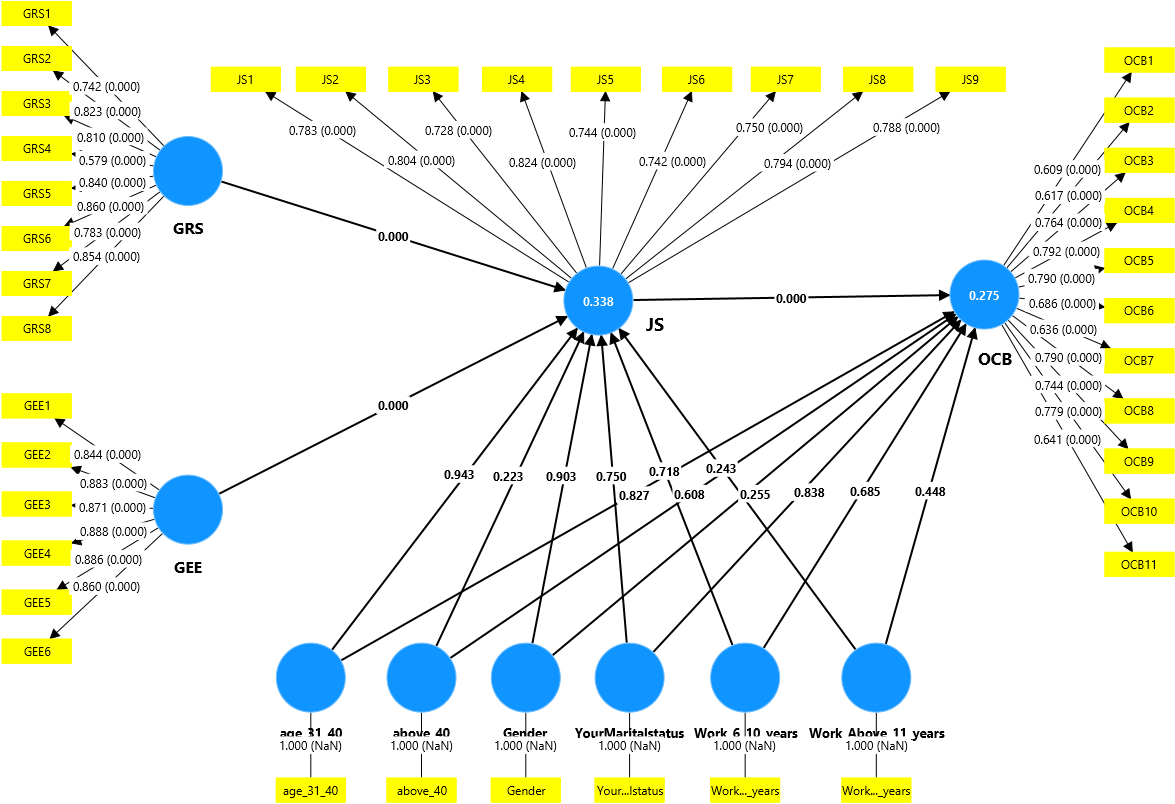 GRS1
GRS2
GRS3
GRS4
GRS5
GRS6
GRS7
GRS8
0.742 (0.000)
0.823 (0.000)
0.810 (0.000)
0.579 (0.000)
0.840 (0.000)
0.860 (0.000)
0.783 (0.000)
0.854 (0.000)
GRS
JS1 JS2 JS3 JS4 JS5 JS6 JS7 JS8 JS9
0.783 (0.000)
0.804 (0.000)
0.728 (0.000)
0.824 (0.000)
0.744 (0.000)
0.742 (0.000)
0.750 (0.000)
0.794 (0.000)
0.788 (0.000)
0.000
0.338
JS
0.000
0.275
OCB
OCB1
OCB2
OCB3
OCB4
OCB5
OCB6
OCB7
OCB8
OCB9
OCB10
OCB11
0.609 (0.000)
0.617 (0.000)
0.764 (0.000)
0.792 (0.000)
0.790 (0.000)
0.686 (0.000)
0.636 (0.000)
0.790 (0.000)
0.744 (0.000)
0.779 (0.000)
0.641 (0.000)
GEE1
GEE2
GEE3
GEE4
GEE5
GEE6
0.844 (0.000)
0.883 (0.000)
0.871 (0.000)
0.888 (0.000)
0.886 (0.000)
0.860 (0.000)
GEE
0.000
0.943 0.223 0.903 0.750 0.718 0.243
0.827 0.608 0.255 0.838 0.685 0.448
age_31_40 above_40 Gender YourMaritalstatus Work_6_10_years Work_Above_11_years
1.000 (NaN) 1.000 (NaN) 1.000 (NaN) 1.000 (NaN) 1.000 (NaN) 1.000 (NaN)
age_31_40 above_40 Gender Your...lstatus Work..._years Work..._years